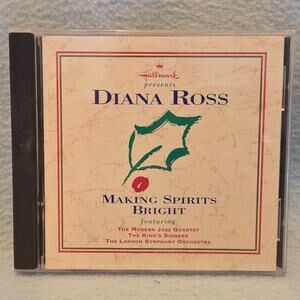 Hallmark
presents
DIANA ROSS
MAKING SPIRITS
BRIGHT
featuring
THE MODERN JAZZ QUARTET
THE KING'S SINGERS
THE LONDON SYMPHONY ORCHESTRA